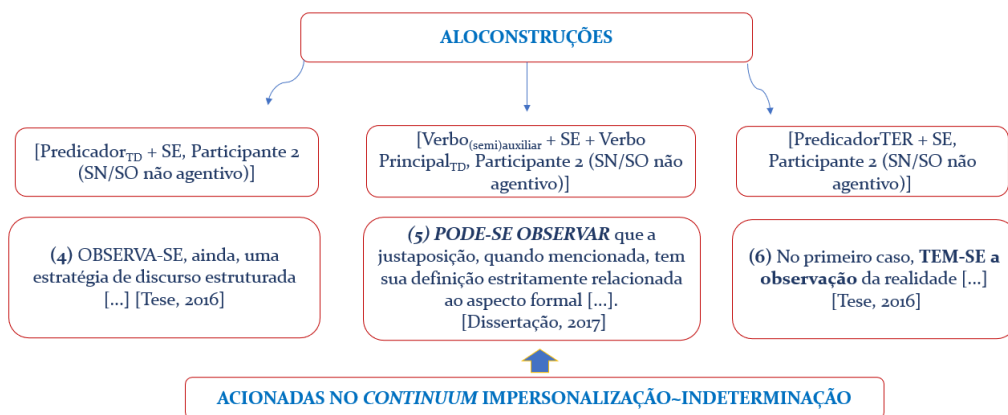 ALOCONSTRUÇÕES
[PredicadorTD + SE, Participante 2
(SN/SO não agentivo)]
[Verbo(semi)auxiliar + SE + Verbo
PrincipalTD, Participante 2 (SN/SO não
agentivo)]
[PredicadorTER + SE,
Participante 2 (SN/SO não
agentivo)]
(4) OBSERVA-SE, ainda, uma
estratégia de discurso estruturada
[...] [Tese, 2016]
(5) PODE-SE OBSERVAR que a
justaposição, quando mencionada, tem
sua definição estritamente relacionada
ao aspecto formal [...].
[Dissertação, 2017]
(6) No primeiro caso, TEM-SE a
observação da realidade [...]
[Tese, 2016]
ACIONADAS NO CONTINUUM IMPERSONALIZAÇÃO~INDETERMINAÇÃO